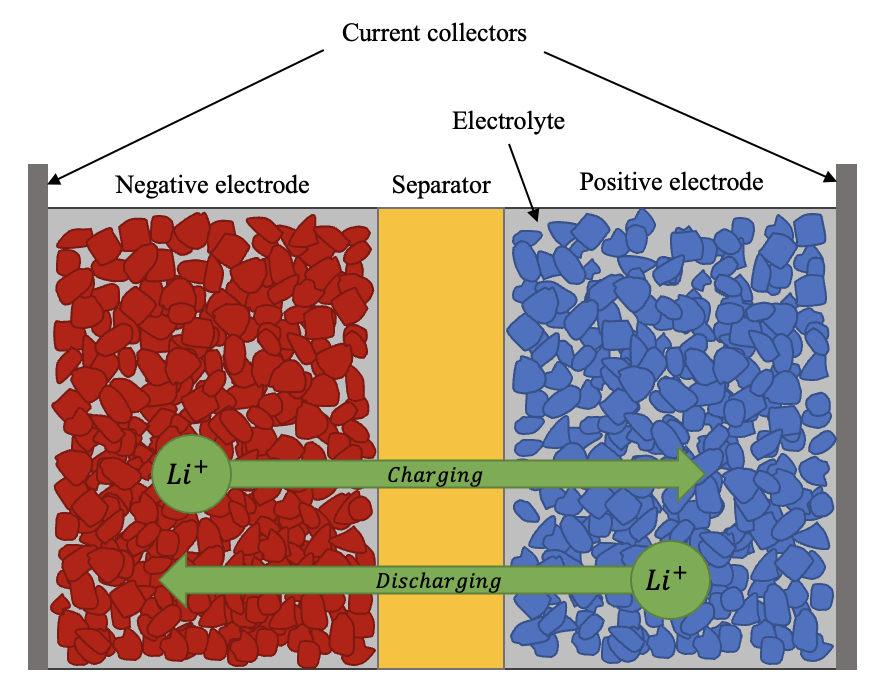 Current collectors
Electrolyte
Negative electrode
Separator
Positive electrode
Li⁺
Charging
Discharging
Li⁺